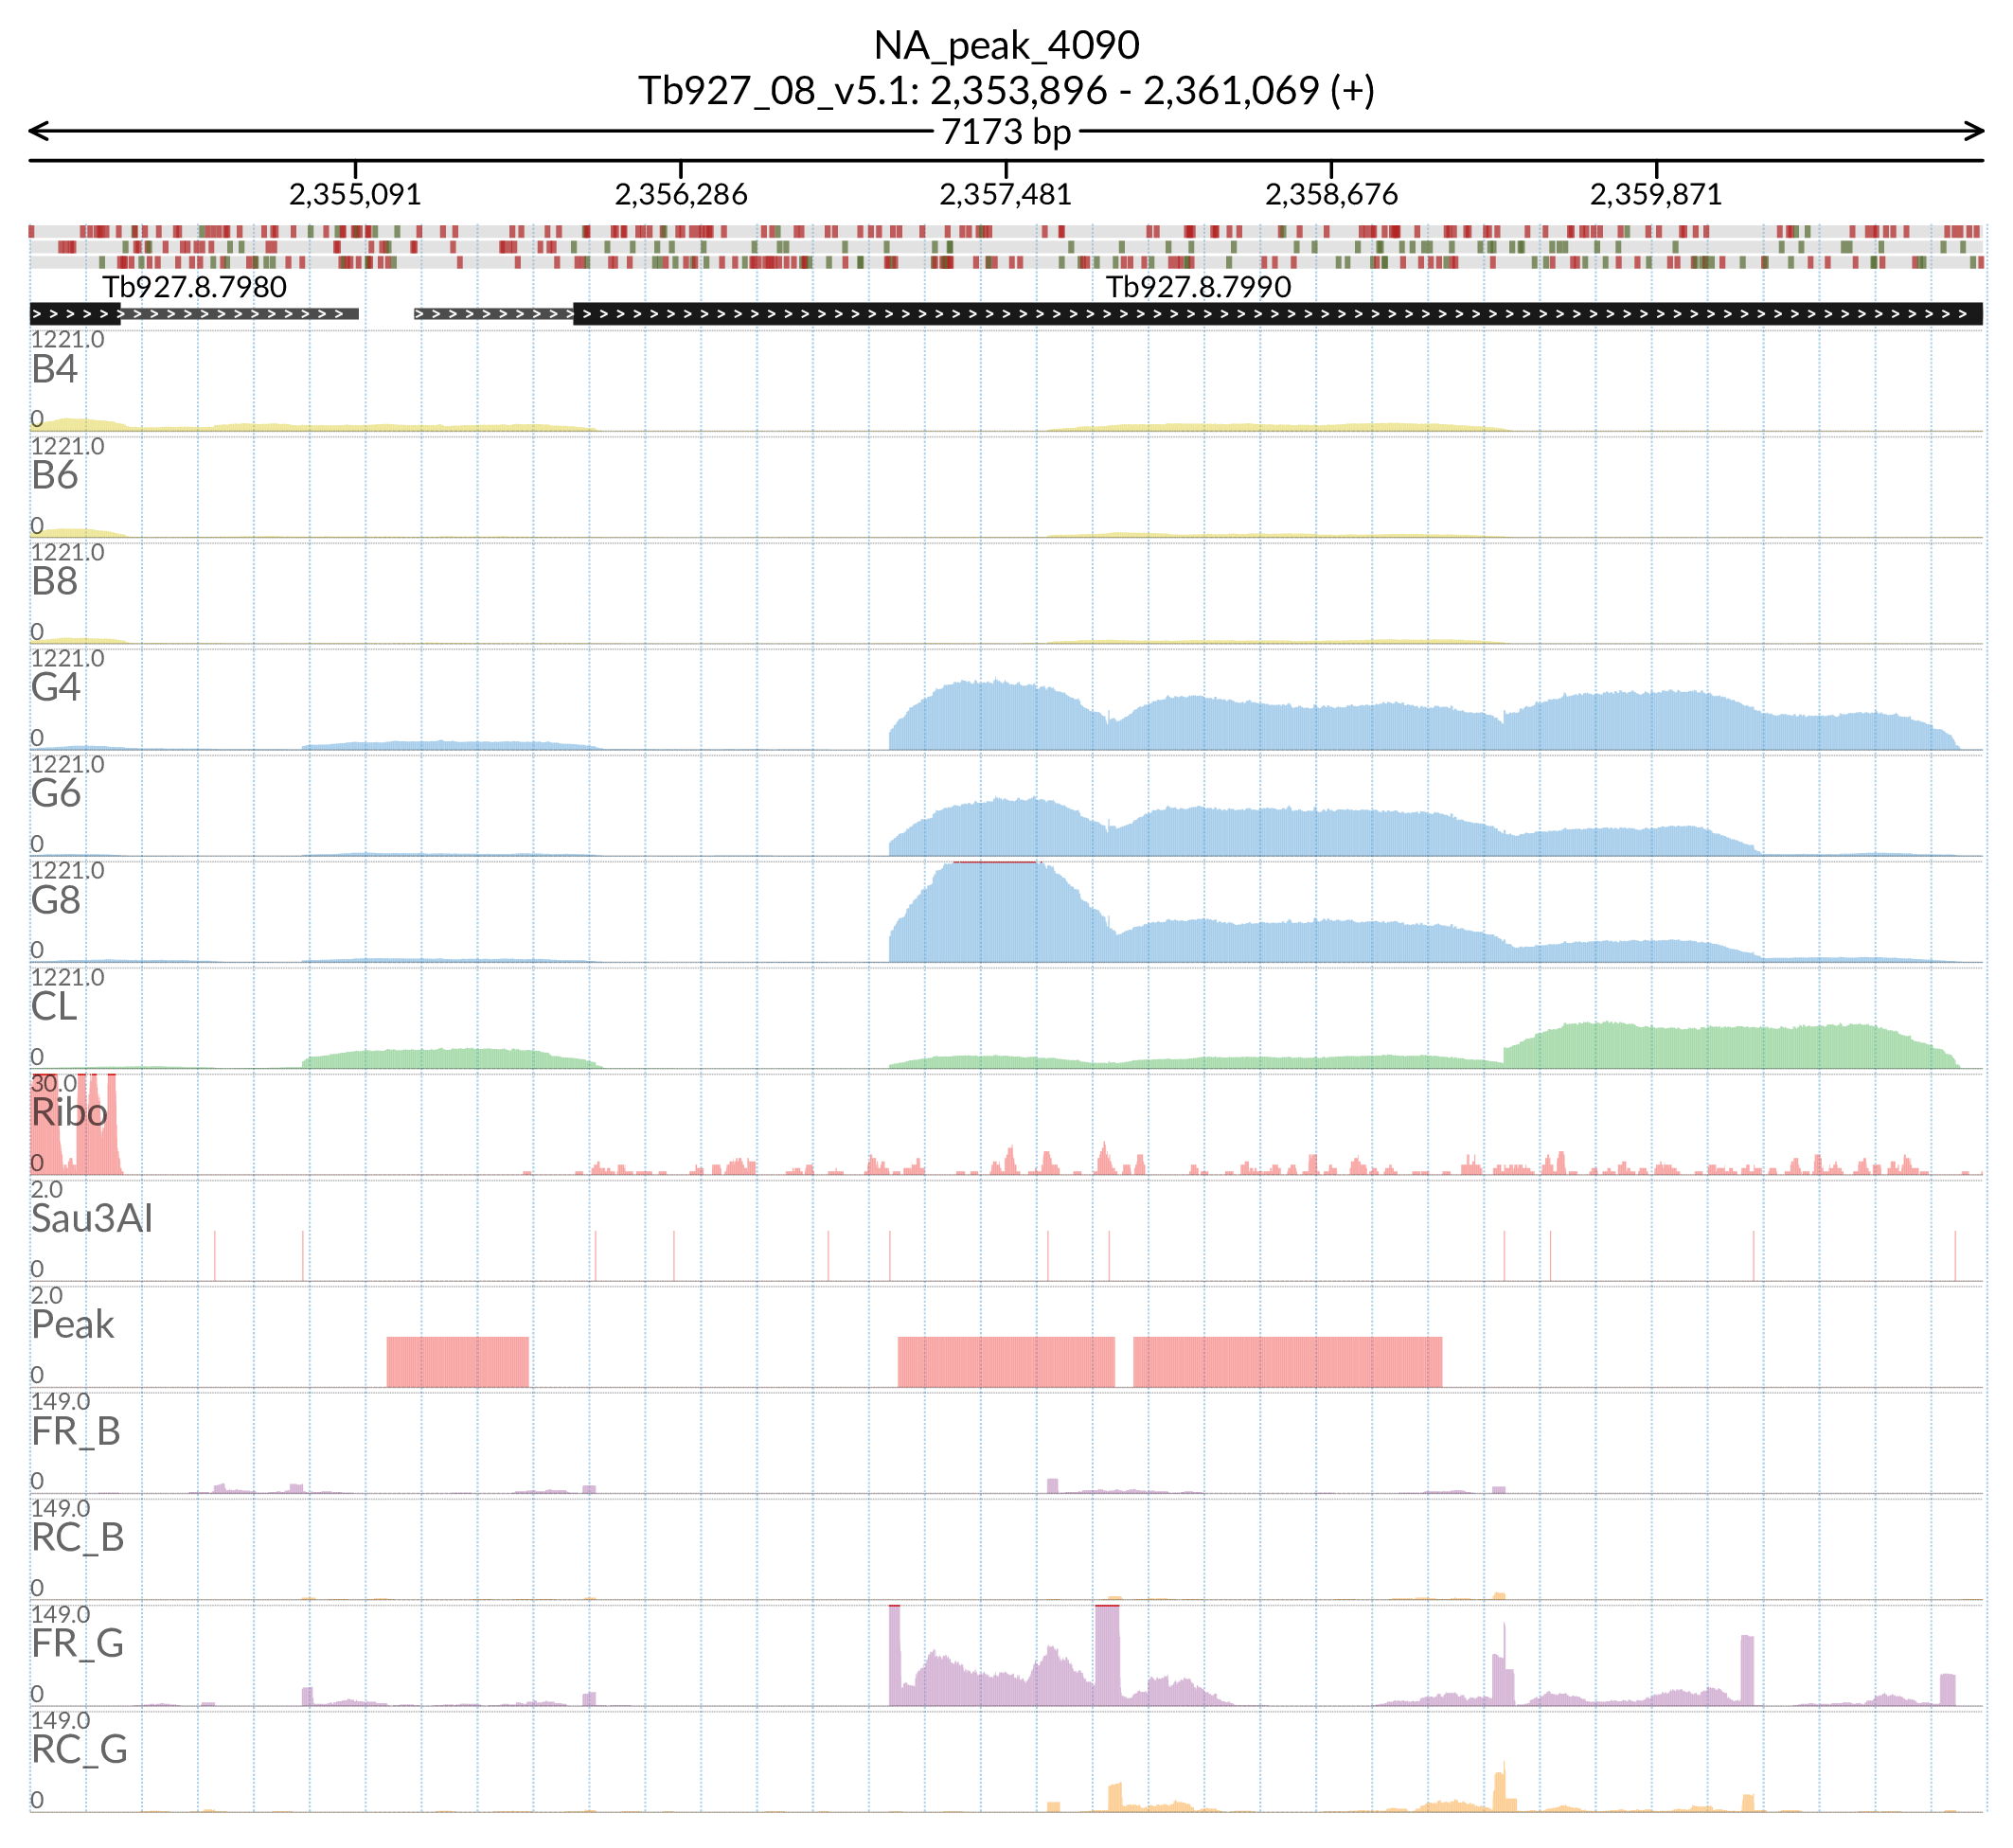 NA_peak_4090
Tb927_08_v5.1: 2,353,896 - 2,361,069 (+)
7173 bp
2,355,091 2,356,286 2,357,481 2,358,676 2,359,871
Tb927.8.7980 Tb927.8.7990
1221.0
B4
0
1221.0
B6
0
1221.0
B8
0
1221.0
G4
0
1221.0
G6
0
1221.0
G8
0
1221.0
CL
0
30.0
Ribo
0
2.0
Sau3AI
0
2.0
Peak
0
149.0
FR_B
0
149.0
RC_B
0
149.0
FR_G
0
149.0
RC_G
0